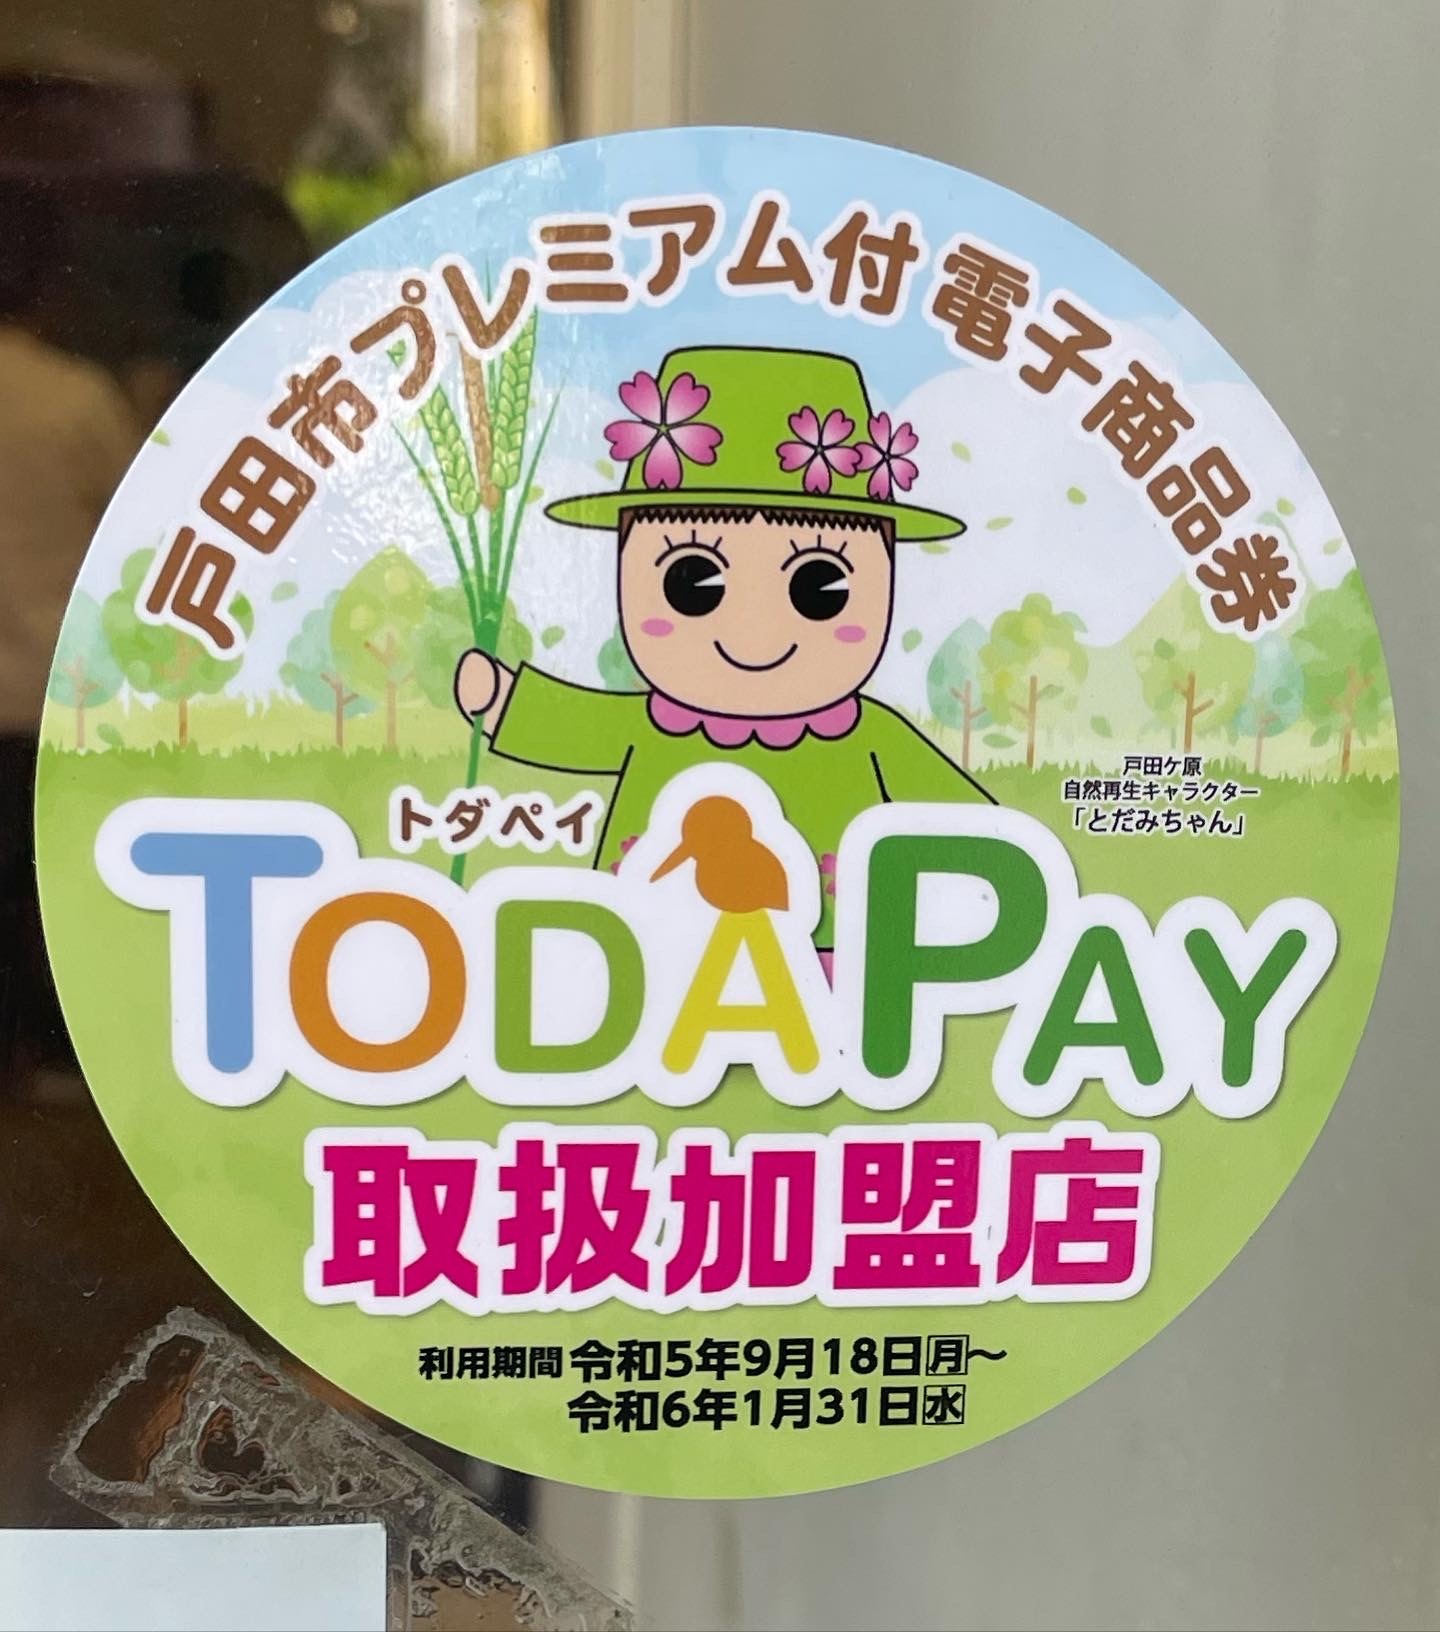 戸田市プレミアム付電子商品券
戸田ケ原
自然再生キャラクター
「とだみちゃん」
トダペイ
TODA PAY
取扱加盟店
利用期間 令和5年9月18日月〜
令和6年1月31日水